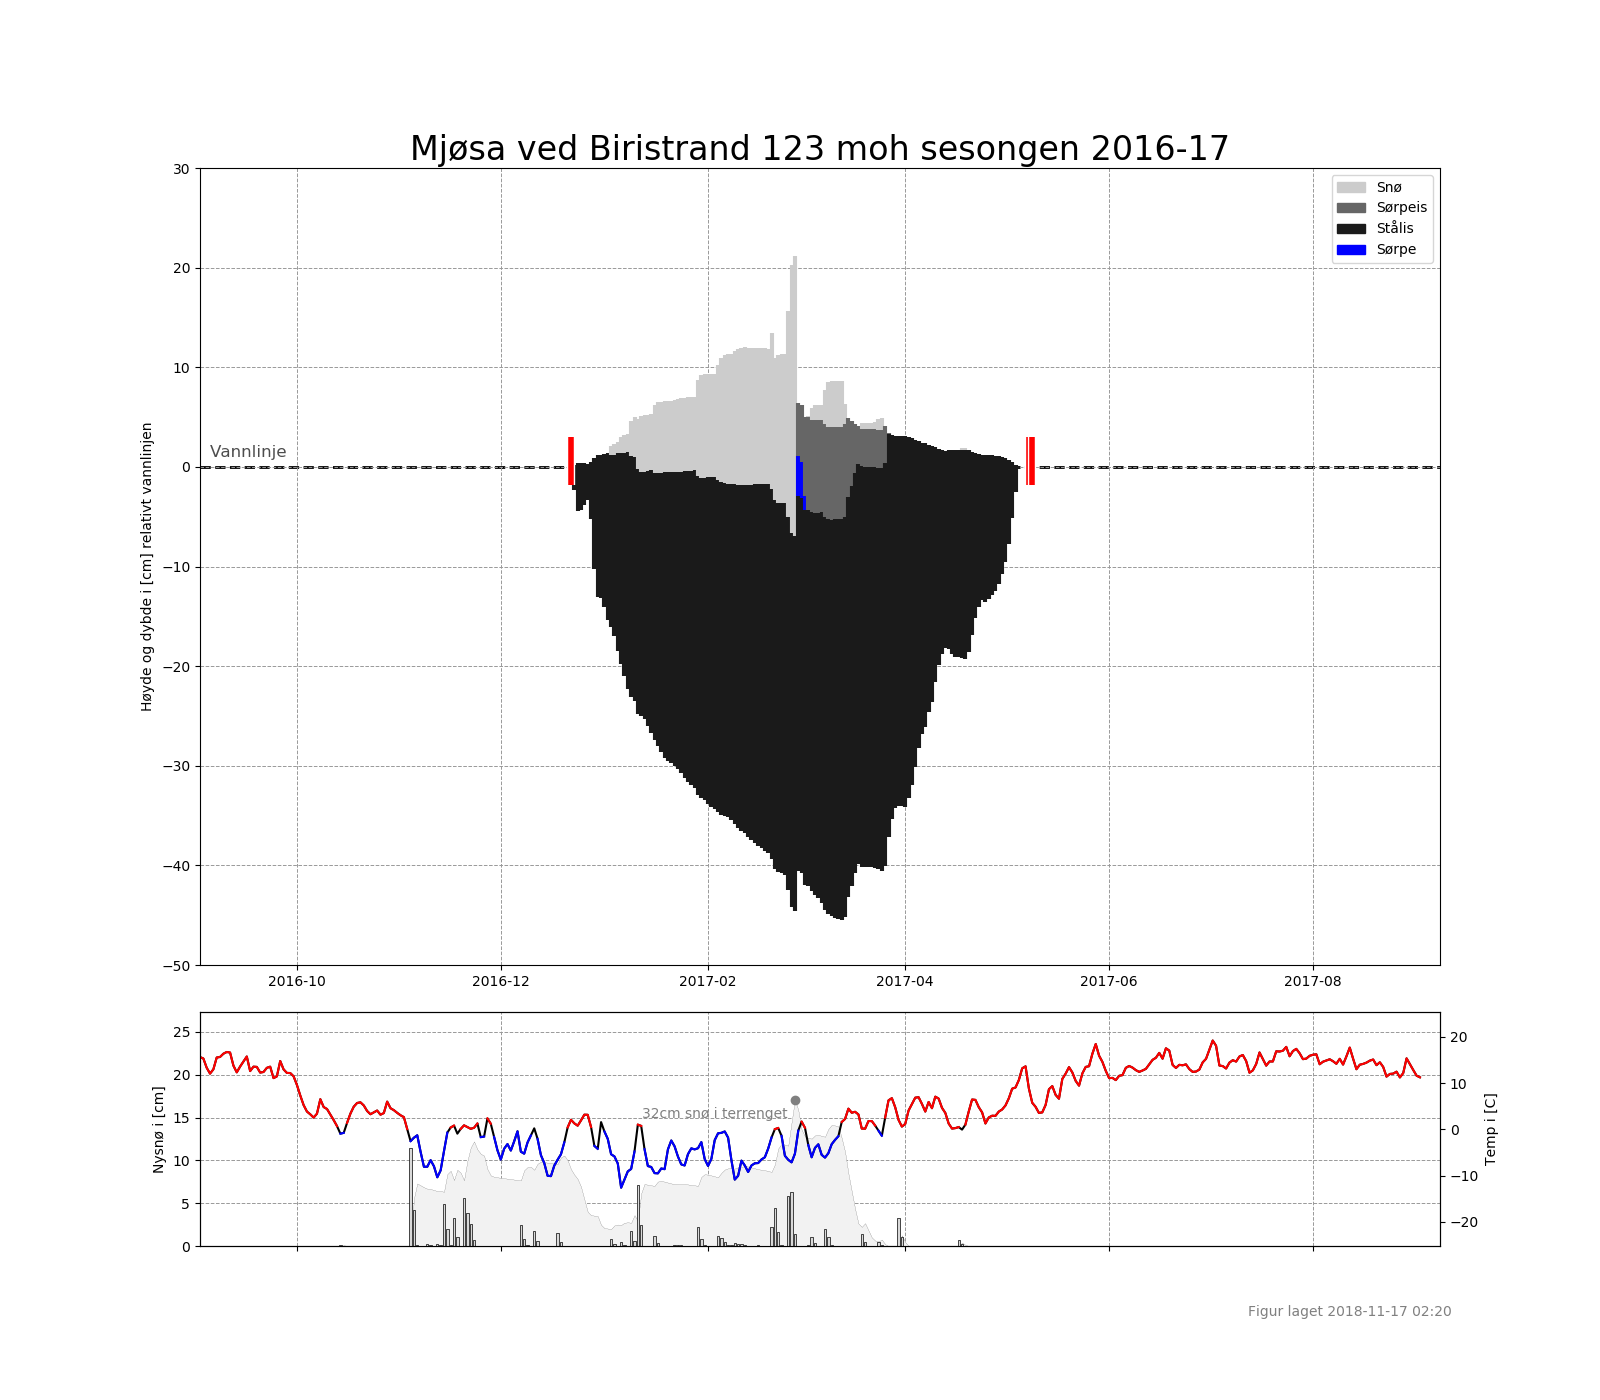 Mjøsa ved Biristrand 123 moh sesongen 2016-17
Høyde og dybde i [cm] relativt vannlinjen
30
20
10
0
−10
−20
−30
−40
−50
Vannlinje
Snø
Sørpeis
Stålis
Sørpe
2016-10 2016-12 2017-02 2017-04 2017-06 2017-08
Nysnø i [cm]
25
20
15
10
5
0
32cm snø i terrenget
20
10
0
−10
−20
Temp i [C]
Figur laget 2018-11-17 02:20